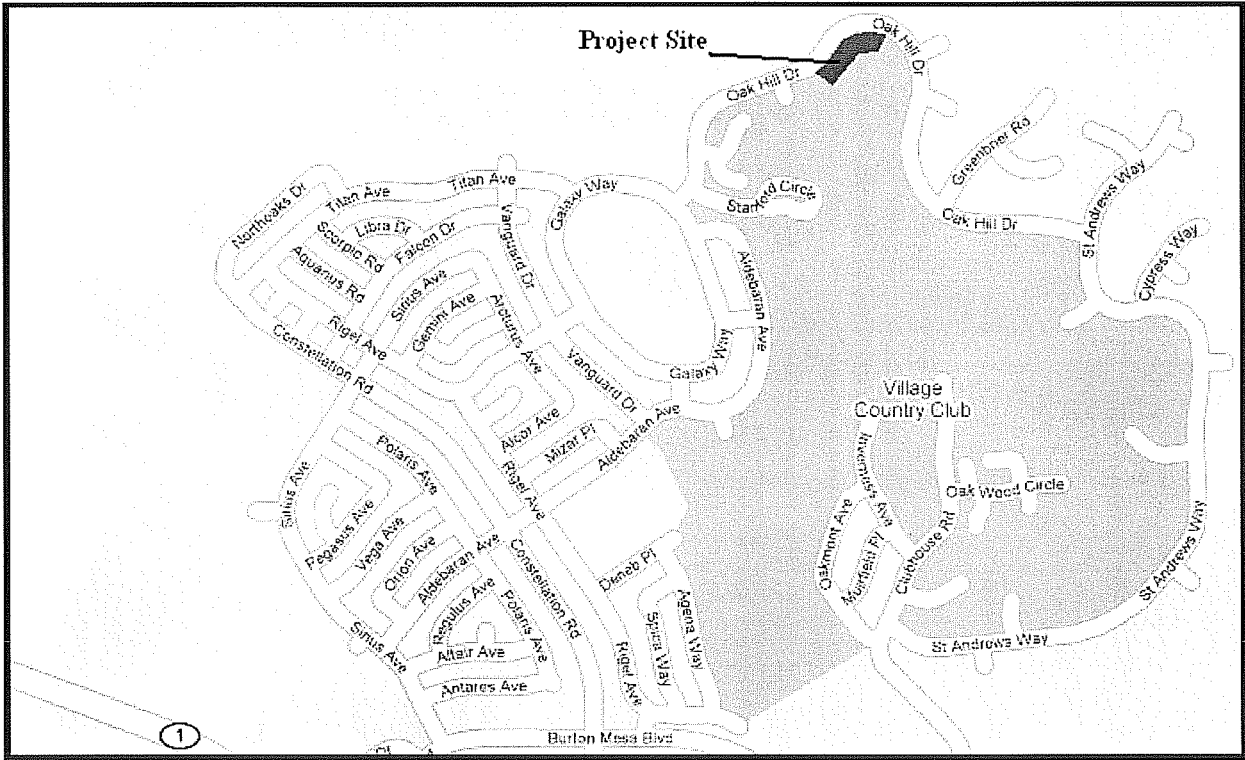 Project Site
Oak Hill Dr
Oak Hill Dr
Greenbrier Rd
St Andrews Way
Cypress Way
Oak Hill Dr
Starfold Circle
Titan Ave
Titan Ave
Galaxy Way
Northoaks Dr
Libra Dr
Scorpio Rd
Falcon Dr
Vanguard Dr
Aquarius Rd
Sirius Ave
Gemini Ave
Arcturus Ave
Aldebaran Ave
Rigel Ave
Constellation Rd
Vanguard Dr
Galaxy Way
Village
Country Club
Alcor Ave
Mizar Pl
Aldebaran Ave
Polaris Ave
Rigel Ave
Inverness Ave
Oak Wood Circle
Sirius Ave
Pegasus Ave
Vega Ave
Orion Ave
Aldebaran Ave
Constellation Rd
Deneb Pl
Oakmont Ave
Muirfield Pl
Clubhouse Rd
St Andrews Way
Regulus Ave
Polaris Ave
Spica Way
Agena Way
Sirius Ave
Altair Ave
Antares Ave
Rigel Ave
St Andrews Way
1
Burton Mesa Blvd